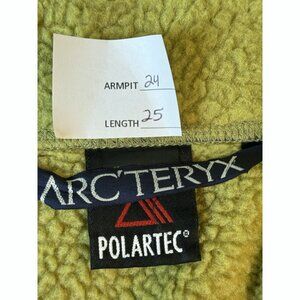 ARMPIT 24
LENGTH 25
ARC'TERYX
POLARTEC®